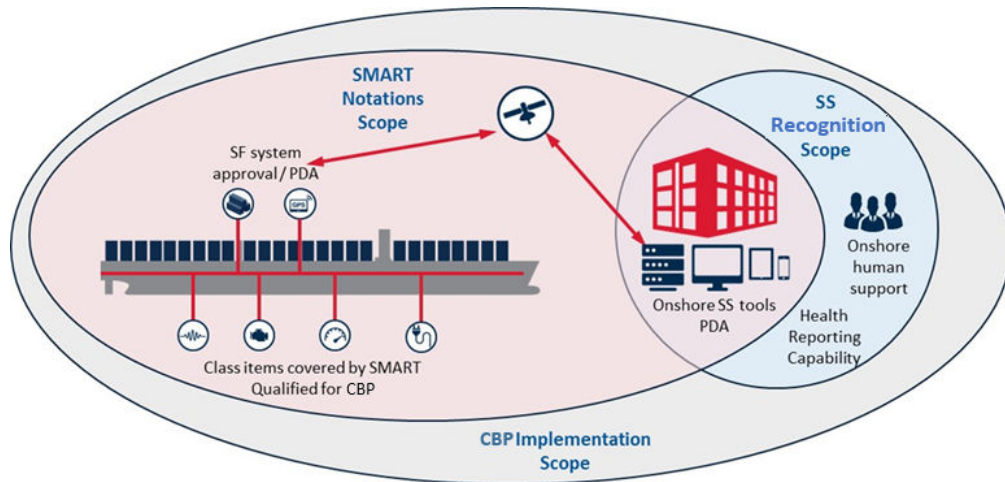 SMART
Notations
Scope
SS
Recognition
Scope
SF system
approval / PDA
GPS
Onshore
human
support
Onshore SS tools
PDA
Health
Reporting
Capability
Class items covered by SMART
Qualified for CBP
CBP Implementation
Scope